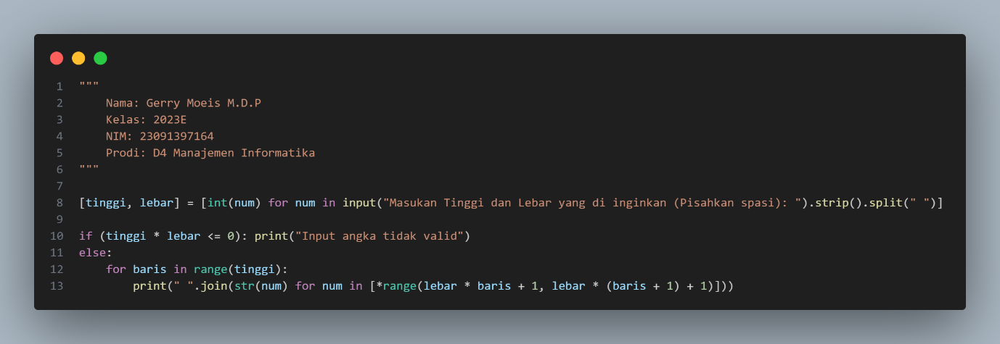 1 """
2     Nama: Gerry Moeis M.D.P
3     Kelas: 2023E
4     NIM: 23091397164
5     Prodi: D4 Manajemen Informatika
6 """
7
8 [tinggi, lebar] = [int(num) for num in input("Masukan Tinggi dan Lebar yang di inginkan (Pisahkan spasi): ").strip().split(" ")]
9
10 if (tinggi * lebar <= 0): print("Input angka tidak valid")
11 else:
12     for baris in range(tinggi):
13         print(" ".join(str(num) for num in [*range(lebar * baris + 1, lebar * (baris + 1) + 1)]))